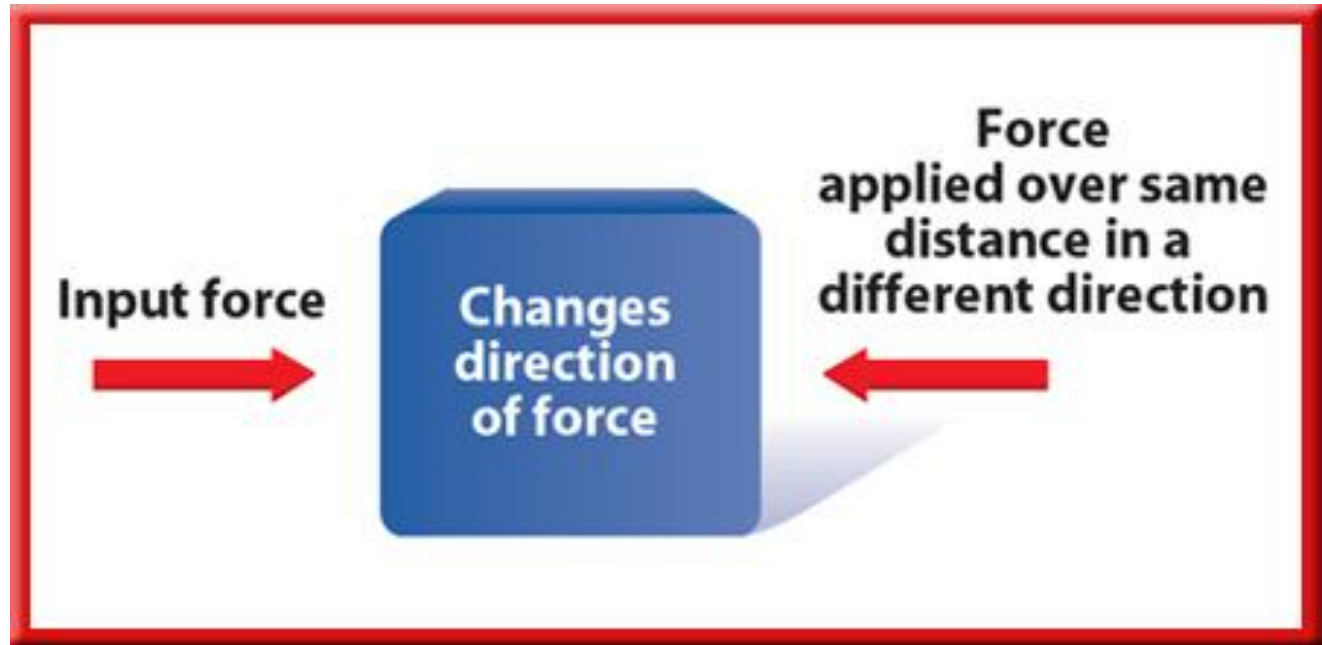 Input force
Changes
direction
of force
Force
applied over same
distance in a
different direction